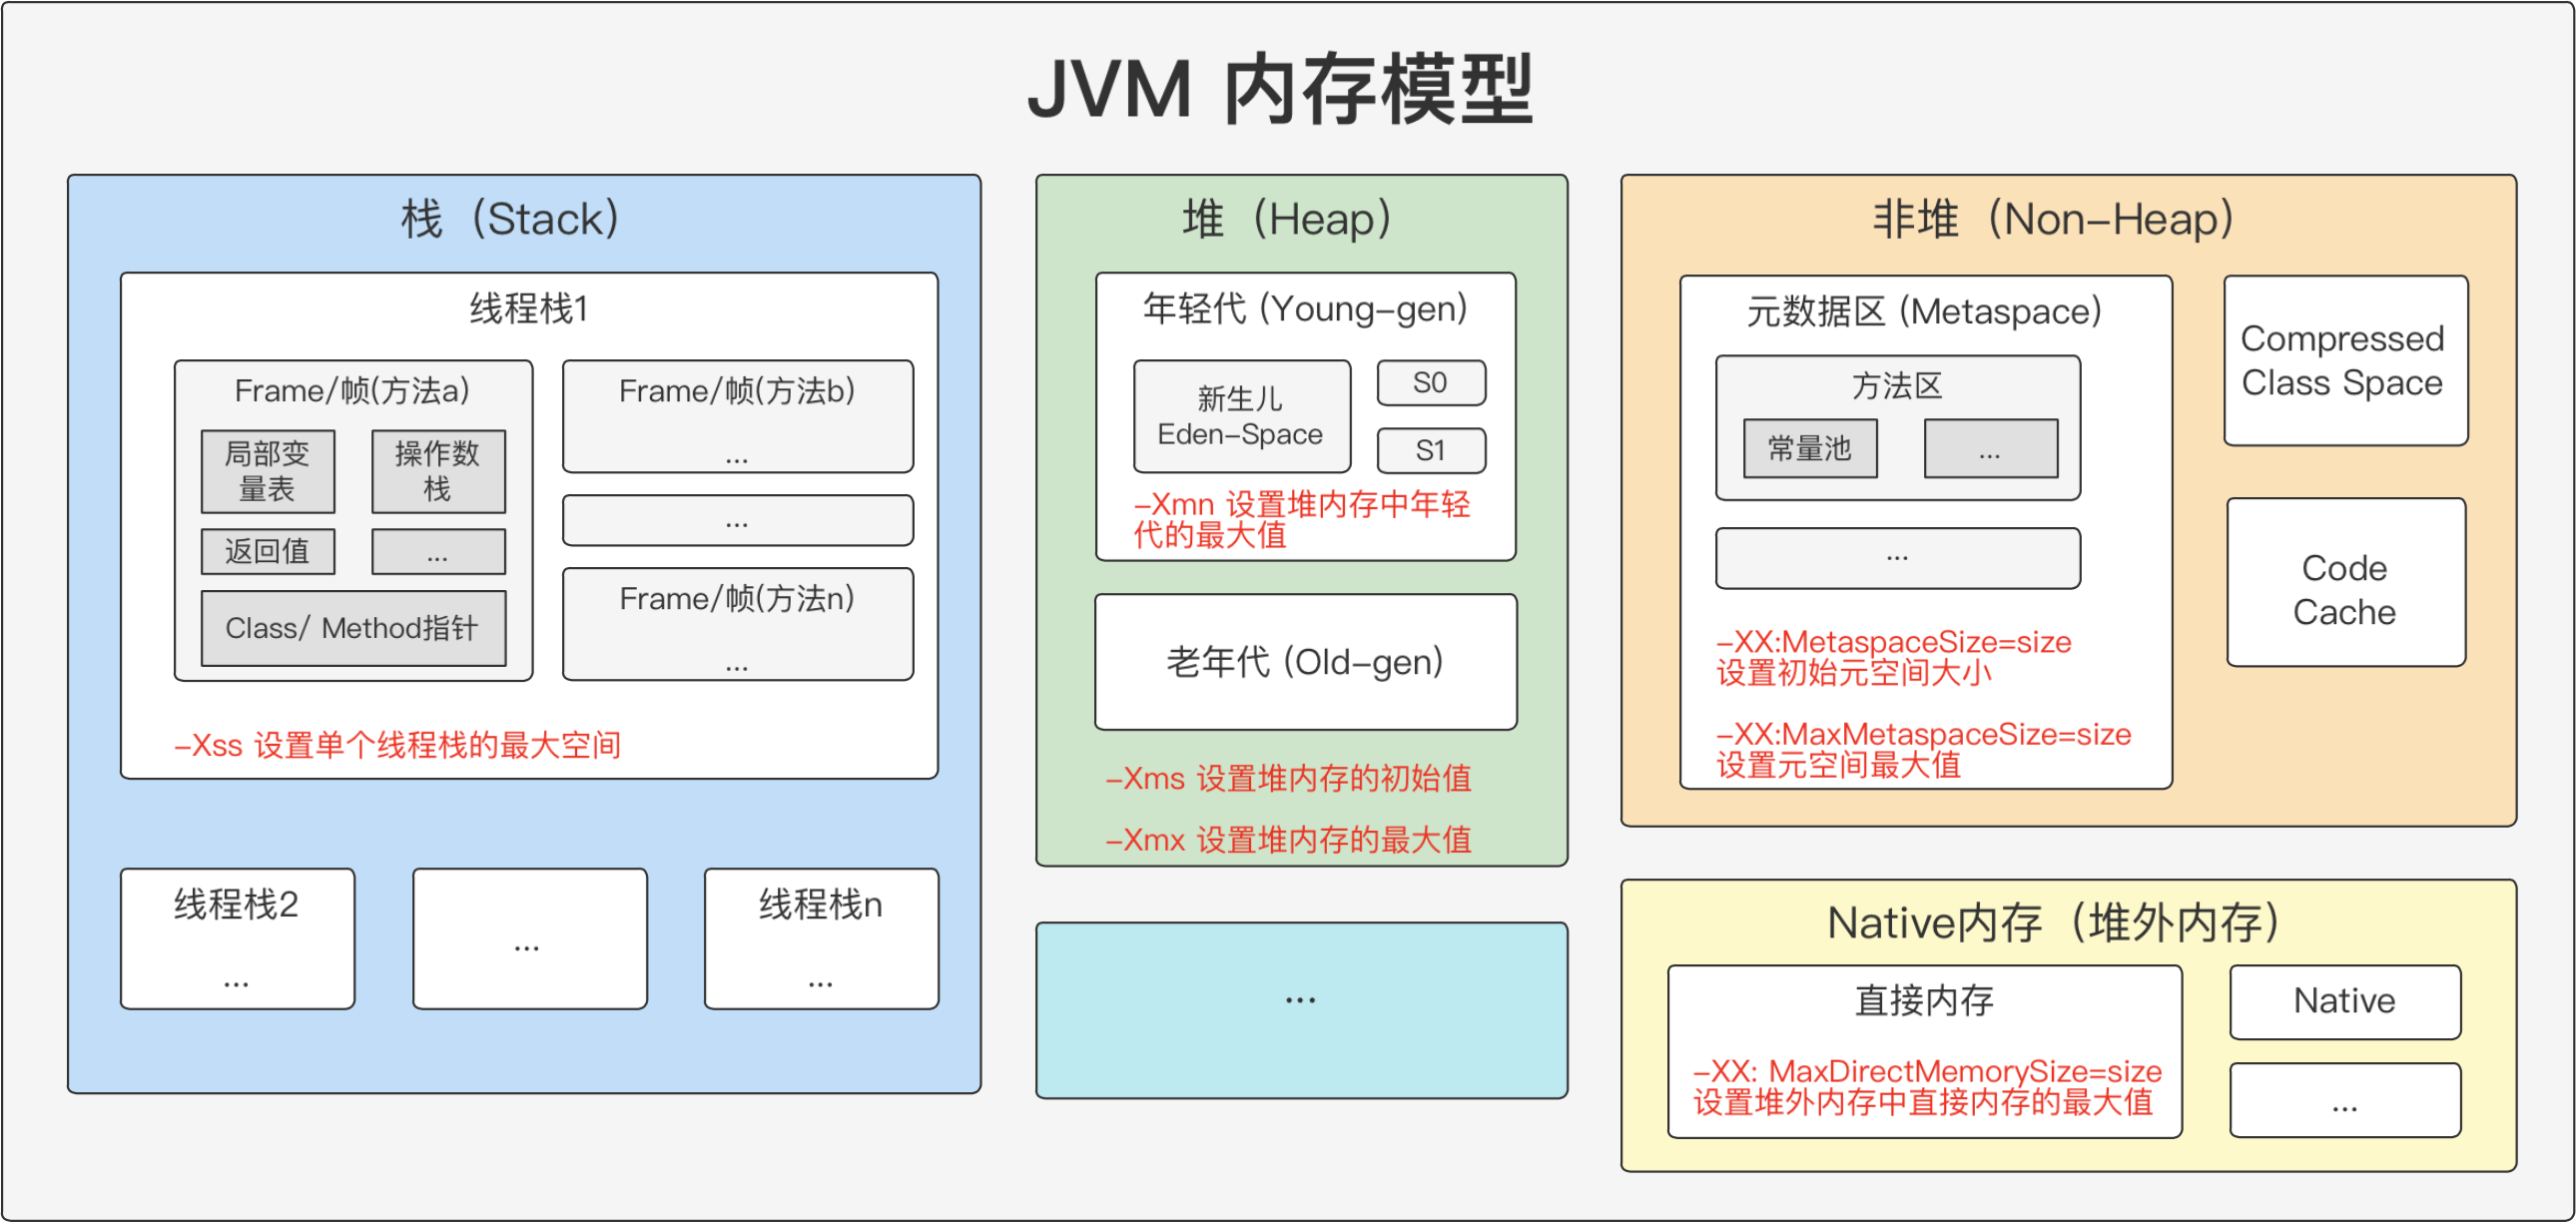 JVM 内存模型
栈（Stack）
线程栈1
Frame/帧(方法a)
局部变
量表
操作数
栈
返回值
...
Class/ Method指针
Frame/帧(方法b)
...
...
Frame/帧(方法n)
...
-Xss 设置单个线程栈的最大空间
线程栈2
...
...
线程栈n
...
堆（Heap）
年轻代 (Young-gen)
新生儿
Eden-Space
S0
S1
-Xmn 设置堆内存中年轻
代的最大值
老年代 (Old-gen)
-Xms 设置堆内存的初始值
-Xmx 设置堆内存的最大值
...
非堆（Non-Heap）
元数据区 (Metaspace)
方法区
常量池
...
...
-XX:MetaspaceSize=size
设置初始元空间大小
-XX:MaxMetaspaceSize=size
设置元空间最大值
Compressed
Class Space
Code
Cache
Native内存（堆外内存）
直接内存
-XX: MaxDirectMemorySize=size
设置堆外内存中直接内存的最大值
Native
...